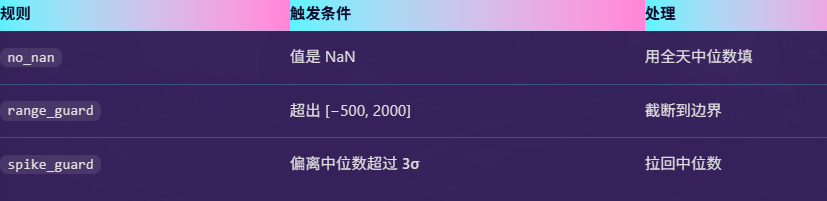 规则 触发条件 处理
no_nan 值是 NaN 用全天中位数填
range_guard 超出 [−500, 2000] 截断到边界
spike_guard 偏离中位数超过 3σ 拉回中位数